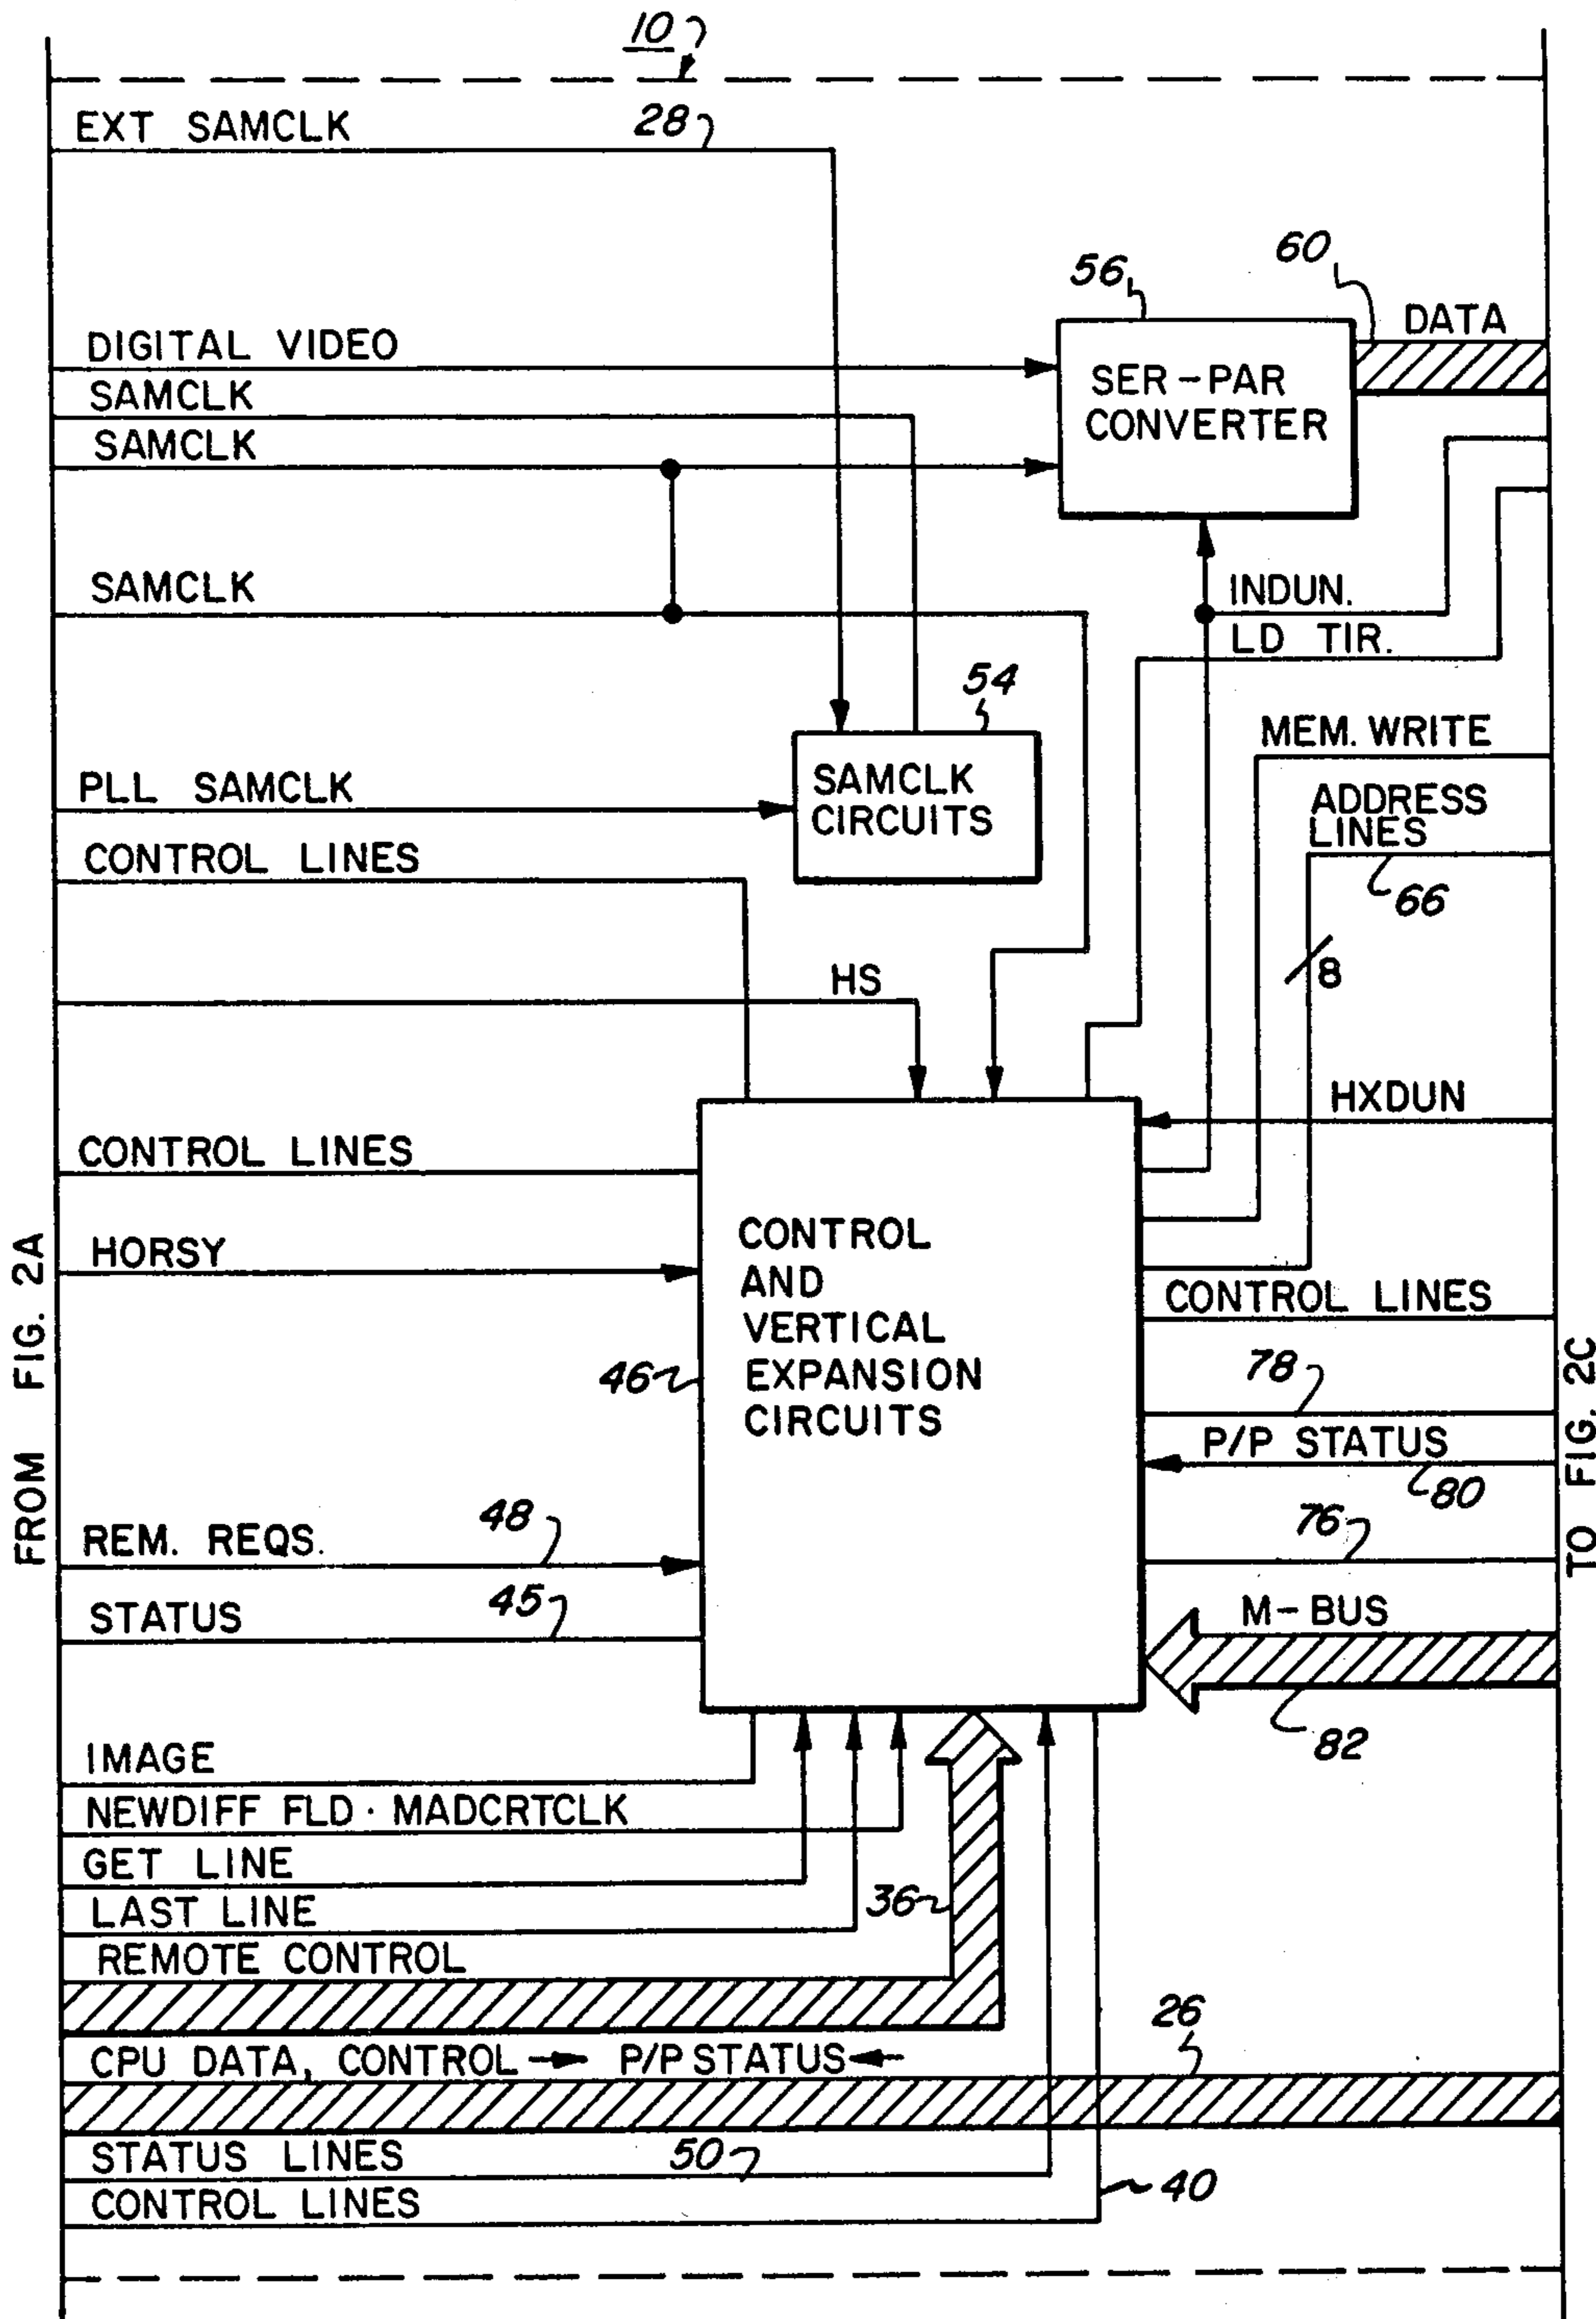 10
EXT SAMCLK
28
60
56
DATA
DIGITAL VIDEO
SER-PAR
CONVERTER
SAMCLK
SAMCLK
SAMCLK
INDUN.
LD TIR.
54
MEM. WRITE
PLL SAMCLK
SAMCLK
CIRCUITS
ADDRESS
LINES
CONTROL LINES
66
8
HS
HXDUN
CONTROL LINES
HORSY
CONTROL
AND
VERTICAL
EXPANSION
CIRCUITS
46
CONTROL LINES
78
P/P STATUS
80
FROM FIG. 2A
TO FIG. 2C
REM. REQS.
48
76
STATUS
45
M-BUS
82
IMAGE
NEWDIFF FLD · MADCRTCLK
GET LINE
36
LAST LINE
REMOTE CONTROL
26
CPU DATA, CONTROL → P/P STATUS ←
STATUS LINES
50
CONTROL LINES
40